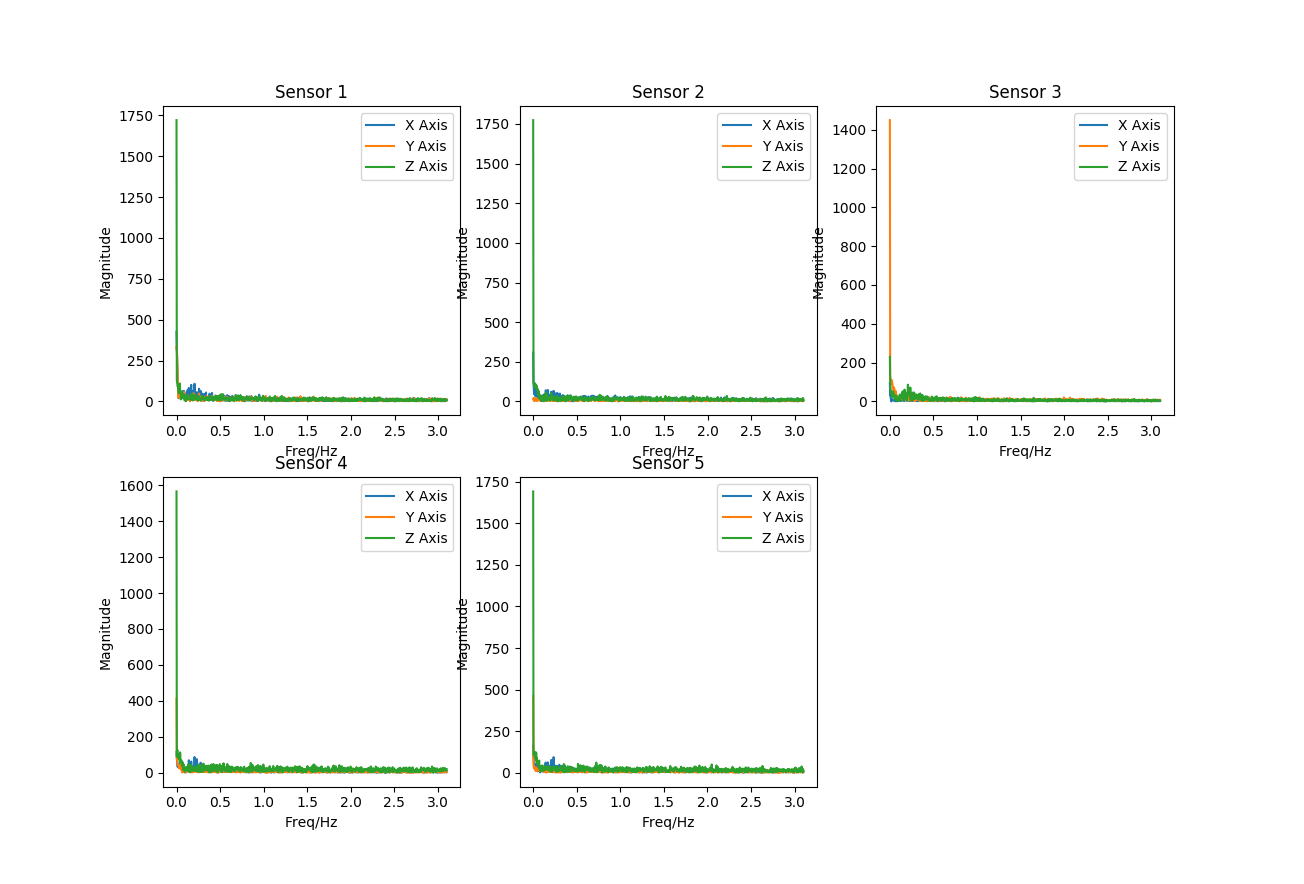 Sensor 1
X Axis
Y Axis
Z Axis
1750
1500
1250
1000
750
500
250
0
Magnitude
0.0 0.5 1.0 1.5 2.0 2.5 3.0
Freq/Hz
Sensor 2
X Axis
Y Axis
Z Axis
1750
1500
1250
1000
750
500
250
0
Magnitude
0.0 0.5 1.0 1.5 2.0 2.5 3.0
Freq/Hz
Sensor 3
X Axis
Y Axis
Z Axis
1400
1200
1000
800
600
400
200
0
Magnitude
0.0 0.5 1.0 1.5 2.0 2.5 3.0
Freq/Hz
Sensor 4
X Axis
Y Axis
Z Axis
1600
1400
1200
1000
800
600
400
200
0
Magnitude
0.0 0.5 1.0 1.5 2.0 2.5 3.0
Freq/Hz
Sensor 5
X Axis
Y Axis
Z Axis
1750
1500
1250
1000
750
500
250
0
Magnitude
0.0 0.5 1.0 1.5 2.0 2.5 3.0
Freq/Hz